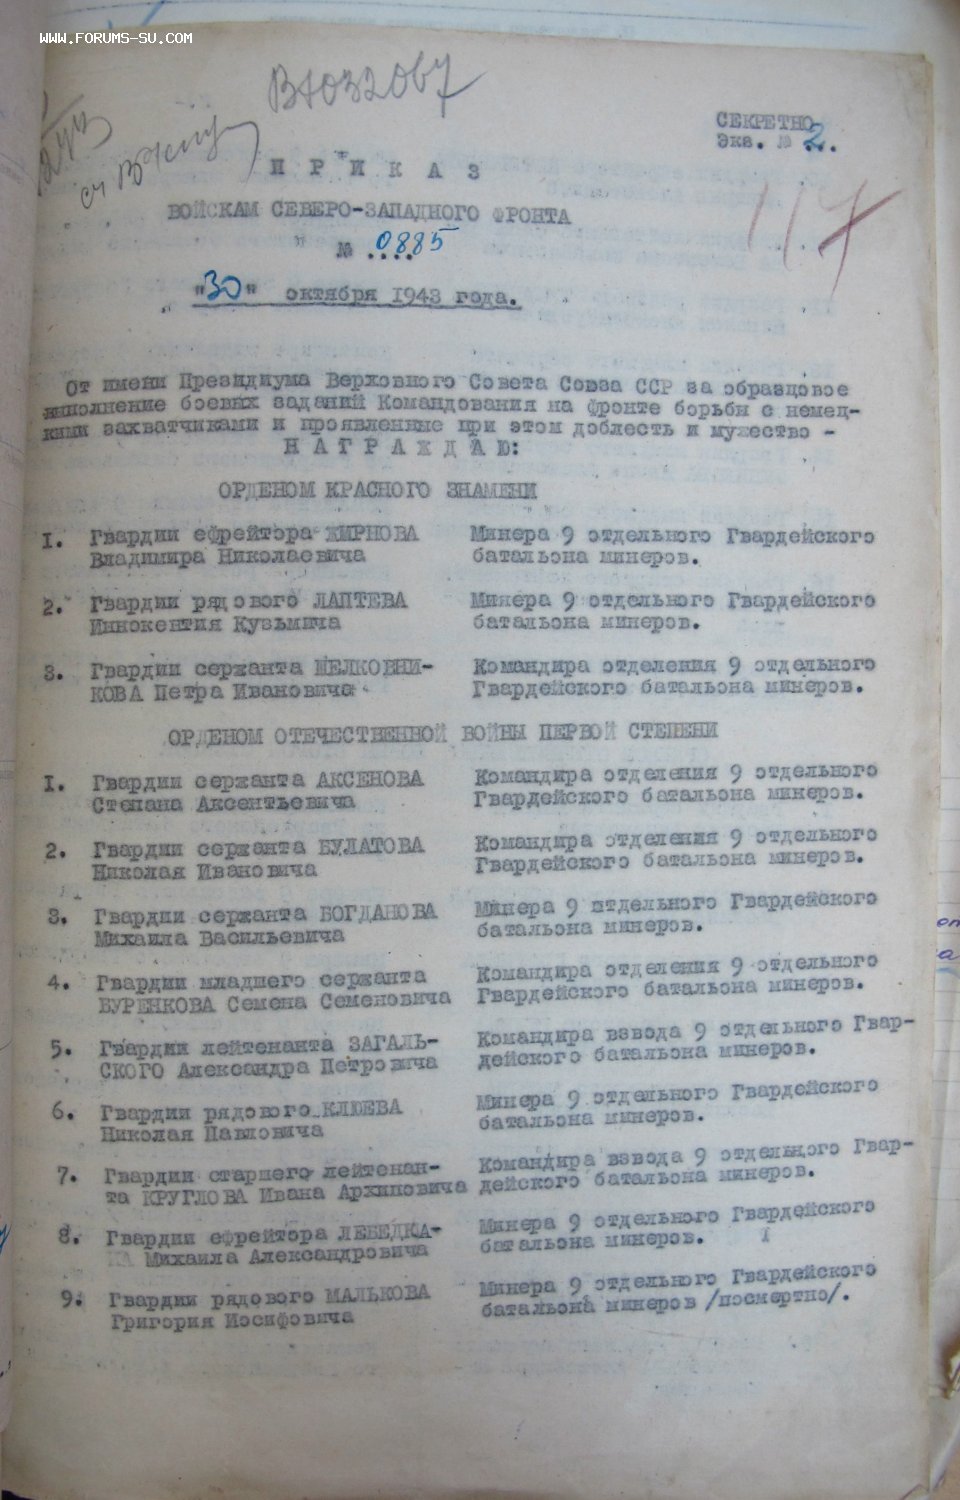 WWW.FORUMS-SU.COM
ВХ03206У
СЕКРЕТНО
Экз. № 2..
П Р И К А З
ВОЙСКАМ СЕВЕРО-ЗАПАДНОГО ФРОНТА
117
№ 0885
"30" октября 1943 года.
От имени Президиума Верховного Совета Союза ССР за образцовое
выполнение боевых заданий Командования на фронте борьбы с немец-
кими захватчиками и проявленные при этом доблесть и мужество -
Н А Г Р А Ж Д А Ю:
ОРДЕНОМ КРАСНОГО ЗНАМЕНИ
I. Гвардии ефрейтора ЖИРНОВА Минера 9 отдельного Гвардейского
Владимира Николаевича батальона минеров.
2. Гвардии рядового ЛАПТЕВА Минера 9 отдельного Гвардейского
Иннокентия Кузьмича батальона минеров.
3. Гвардии сержанта ШЕЛКОВНИ- Командира отделения 9 отдельного
КОВА Петра Ивановича Гвардейского батальона минеров.
ОРДЕНОМ ОТЕЧЕСТВЕННОЙ ВОЙНЫ ПЕРВОЙ СТЕПЕНИ
I. Гвардии сержанта АКСЕНОВА Командира отделения 9 отдельного
Степана Аксентьевича Гвардейского батальона минеров.
2. Гвардии сержанта БУЛАТОВА Командира отделения 9 отдельного
Николая Ивановича Гвардейского батальона минеров.
3. Гвардии сержанта БОГДАНОВА Минера 9 отдельного Гвардейского
Михаила Васильевича батальона минеров.
4. Гвардии младшего сержанта Командира отделения 9 отдельного
БУРЕНКОВА Семена Семеновича Гвардейского батальона минеров.
5. Гвардии лейтенанта ЗАГАЛЬ- Командира взвода 9 отдельного Гвар-
СКОГО Александра Петровича дейского батальона минеров.
6. Гвардии рядового КЛЮЕВА Минера 9 отдельного Гвардейского
Николая Павловича батальона минеров.
7. Гвардии старшего лейтенан- Командира взвода 9 отдельного Гвар-
та КРУГЛОВА Ивана Архиповича дейского батальона минеров.
8. Гвардии ефрейтора ЛЕБЕДКА- Минера 9 отдельного Гвардейского
Михаила Александровича батальона минеров.
9. Гвардии рядового МАЛЬКОВА Минера 9 отдельного Гвардейского
Григория Иосифовича батальона минеров /посмертно/.